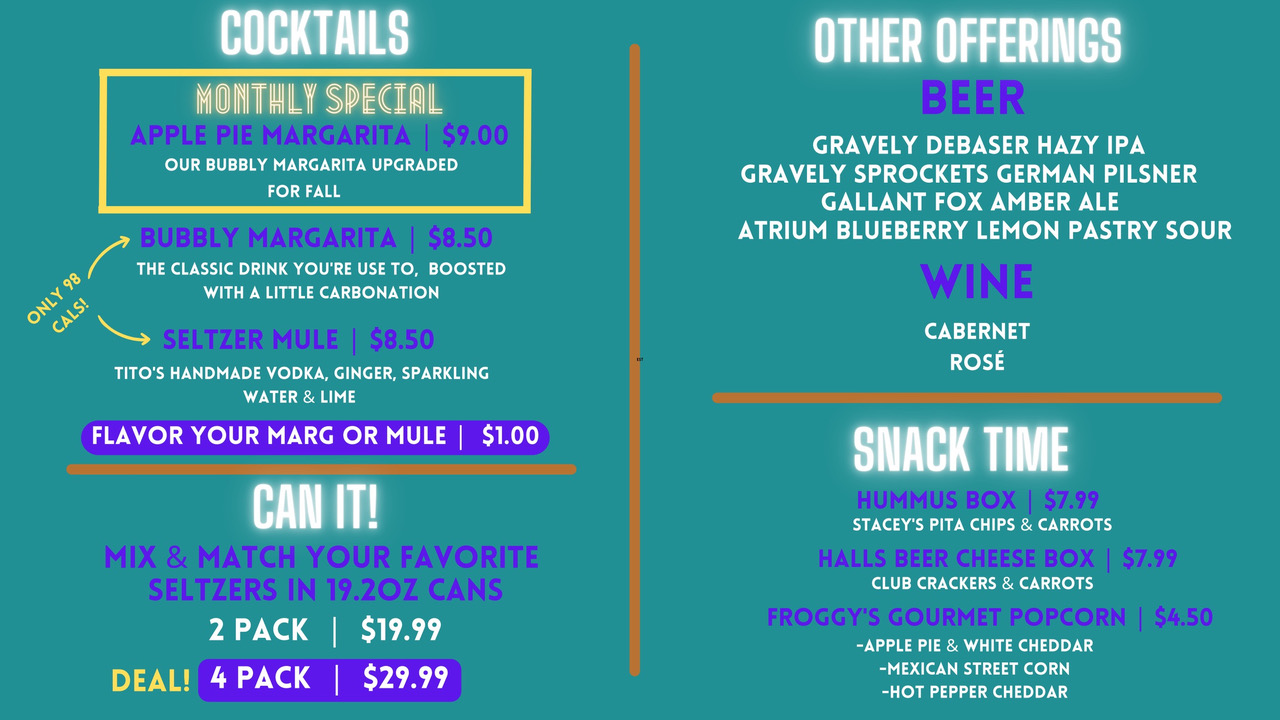 COCKTAILS
MONTHLY SPECIAL
APPLE PIE MARGARITA | $9.00
OUR BUBBLY MARGARITA UPGRADED
FOR FALL
BUBBLY MARGARITA | $8.50
THE CLASSIC DRINK YOU'RE USE TO, BOOSTED
WITH A LITTLE CARBONATION
ONLY 98
CALS!
SELTZER MULE | $8.50
TITO'S HANDMADE VODKA, GINGER, SPARKLING
WATER & LIME
FLAVOR YOUR MARG OR MULE | $1.00
CAN IT!
MIX & MATCH YOUR FAVORITE
SELTZERS IN 19.2OZ CANS
2 PACK | $19.99
DEAL! 4 PACK | $29.99
OTHER OFFERINGS
BEER
GRAVELY DEBASER HAZY IPA
GRAVELY SPROCKETS GERMAN PILSNER
GALLANT FOX AMBER ALE
ATRIUM BLUEBERRY LEMON PASTRY SOUR
WINE
CABERNET
ROSÉ
SNACK TIME
HUMMUS BOX | $7.99
STACEY'S PITA CHIPS & CARROTS
HALLS BEER CHEESE BOX | $7.99
CLUB CRACKERS & CARROTS
FROGGY'S GOURMET POPCORN | $4.50
-APPLE PIE & WHITE CHEDDAR
-MEXICAN STREET CORN
-HOT PEPPER CHEDDAR